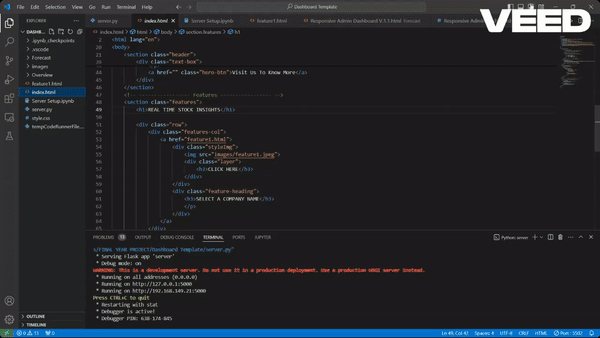 File Edit Selection View Go Run
Dashboard Template
VEED
EXPLORER
server.py
index.html
Server Setup.ipynb
feature1.html
Responsive Admin Dashboard V_1.1.html Forecast
Responsive Admin
DASHB...
.ipynb_checkpoints
.vscode
Forecast
images
Overview
feature1.html
index.html
Server Setup.ipynb
server.py
style.css
tempCodeRunnerFile...
OUTLINE
TIMELINE
index.html > html > body > section.features > h1
2 <html lang="en">
20 <body>
<section class="header">
<div class="text-box">
<a href="" class="hero-btn">Visit Us To Know More</a>
</div>
</section>
<!-- Features -->
48 <section class="features">
49 <h1>REAL TIME STOCK INSIGHTS</h1>
50
51 <div class="row">
52 <div class="features-col">
53 <a href="feature1.html">
54 <div class="styleimg">
55 <img src="images/feature1.jpeg">
56 <div class="layer">
57 <h3>CLICK HERE</h3>
58 </div>
59 </div>
60 <div class="feature-heading">
61 <h3>SELECT A COMPANY NAME</h3>
62 </p>
63 </div>
64 </a>
65 </div>
PROBLEMS 13 OUTPUT DEBUG CONSOLE TERMINAL PORTS JUPYTER
Python: server
s/FINAL YEAR PROJECT/Dashboard Template/server.py"
* Serving Flask app 'server'
* Debug mode: on
WARNING: This is a development server. Do not use it in a production deployment. Use a production WSGI server instead.
* Running on all addresses (0.0.0.0)
* Running on http://127.0.0.1:5000
* Running on http://192.168.149.21:5000
Press CTRL+C to quit
* Restarting with stat
* Debugger is active!
* Debugger PIN: 638-174-845
0 13 0 Ln 49, Col 42 Spaces: 4 UTF-8 CRLF HTML Port : 5502